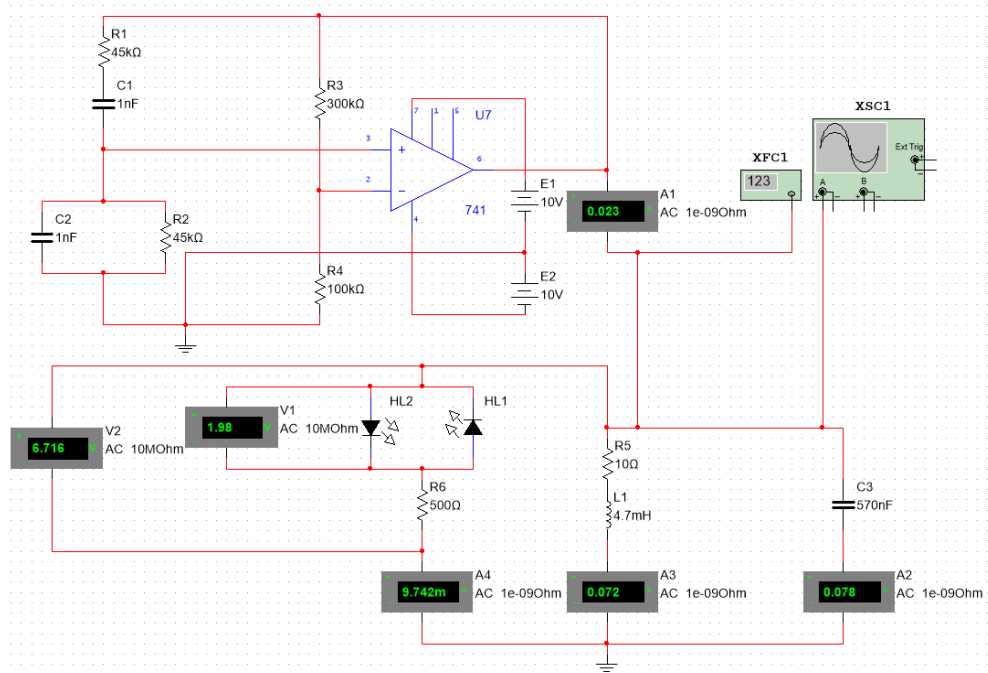 R1
45kΩ
C1
1nF
R3
300kΩ
7
1
5
U7
3
6
2
741
4
E1
10V
C2
1nF
R2
45kΩ
R4
100kΩ
E2
10V
0.023
A1
AC 1e-09Ohm
XFC1
123
XSC1
Ext Trig
+
−
A
B
+
−
+
−
V2
6.716 V
AC 10MOhm
V1
1.98 V
AC 10MOhm
HL2
HL1
R6
500Ω
R5
10Ω
L1
4.7mH
C3
570nF
A4
9.742m
AC 1e-09Ohm
A3
0.072
AC 1e-09Ohm
A2
0.078
AC 1e-09Ohm